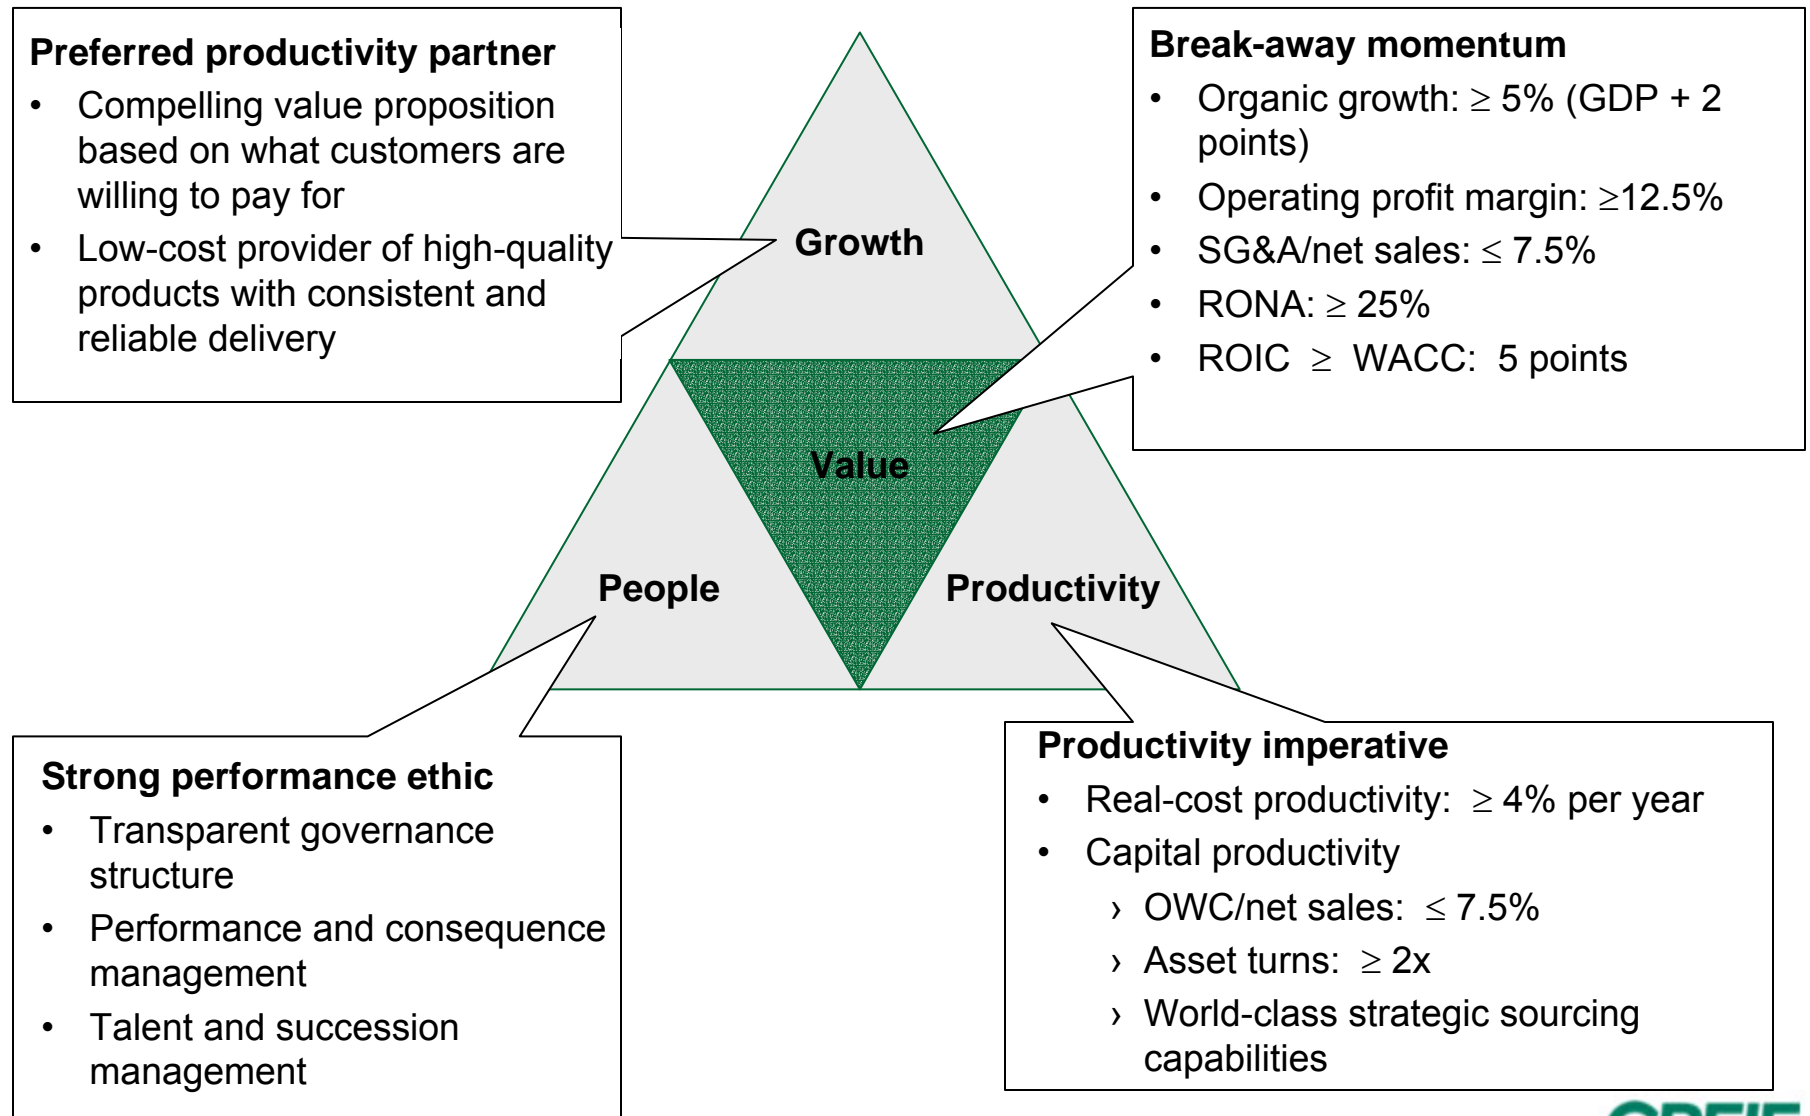 Preferred productivity partner
• Compelling value proposition
based on what customers are
willing to pay for
• Low-cost provider of high-quality
products with consistent and
reliable delivery
Break-away momentum
• Organic growth: ≥ 5% (GDP + 2
points)
• Operating profit margin: ≥12.5%
• SG&A/net sales: ≤ 7.5%
• RONA: ≥ 25%
• ROIC ≥ WACC: 5 points
Growth
Value
People
Productivity
Strong performance ethic
• Transparent governance
structure
• Performance and consequence
management
• Talent and succession
management
Productivity imperative
• Real-cost productivity: ≥ 4% per year
• Capital productivity
› OWC/net sales: ≤ 7.5%
› Asset turns: ≥ 2x
› World-class strategic sourcing
capabilities